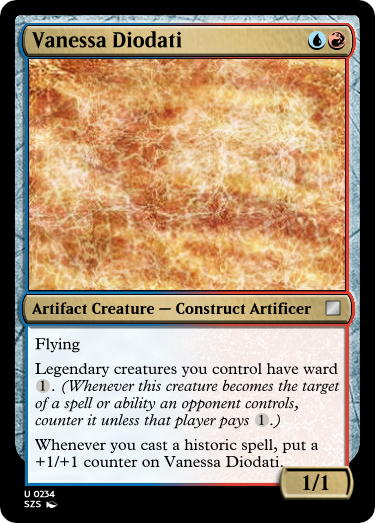 Vanessa Diodati
Artifact Creature — Construct Artificer
Flying
Legendary creatures you control have ward
1. (Whenever this creature becomes the target
of a spell or ability an opponent controls,
counter it unless that player pays 1.)
Whenever you cast a historic spell, put a
+1/+1 counter on Vanessa Diodati.
1/1
U 0234
SZS